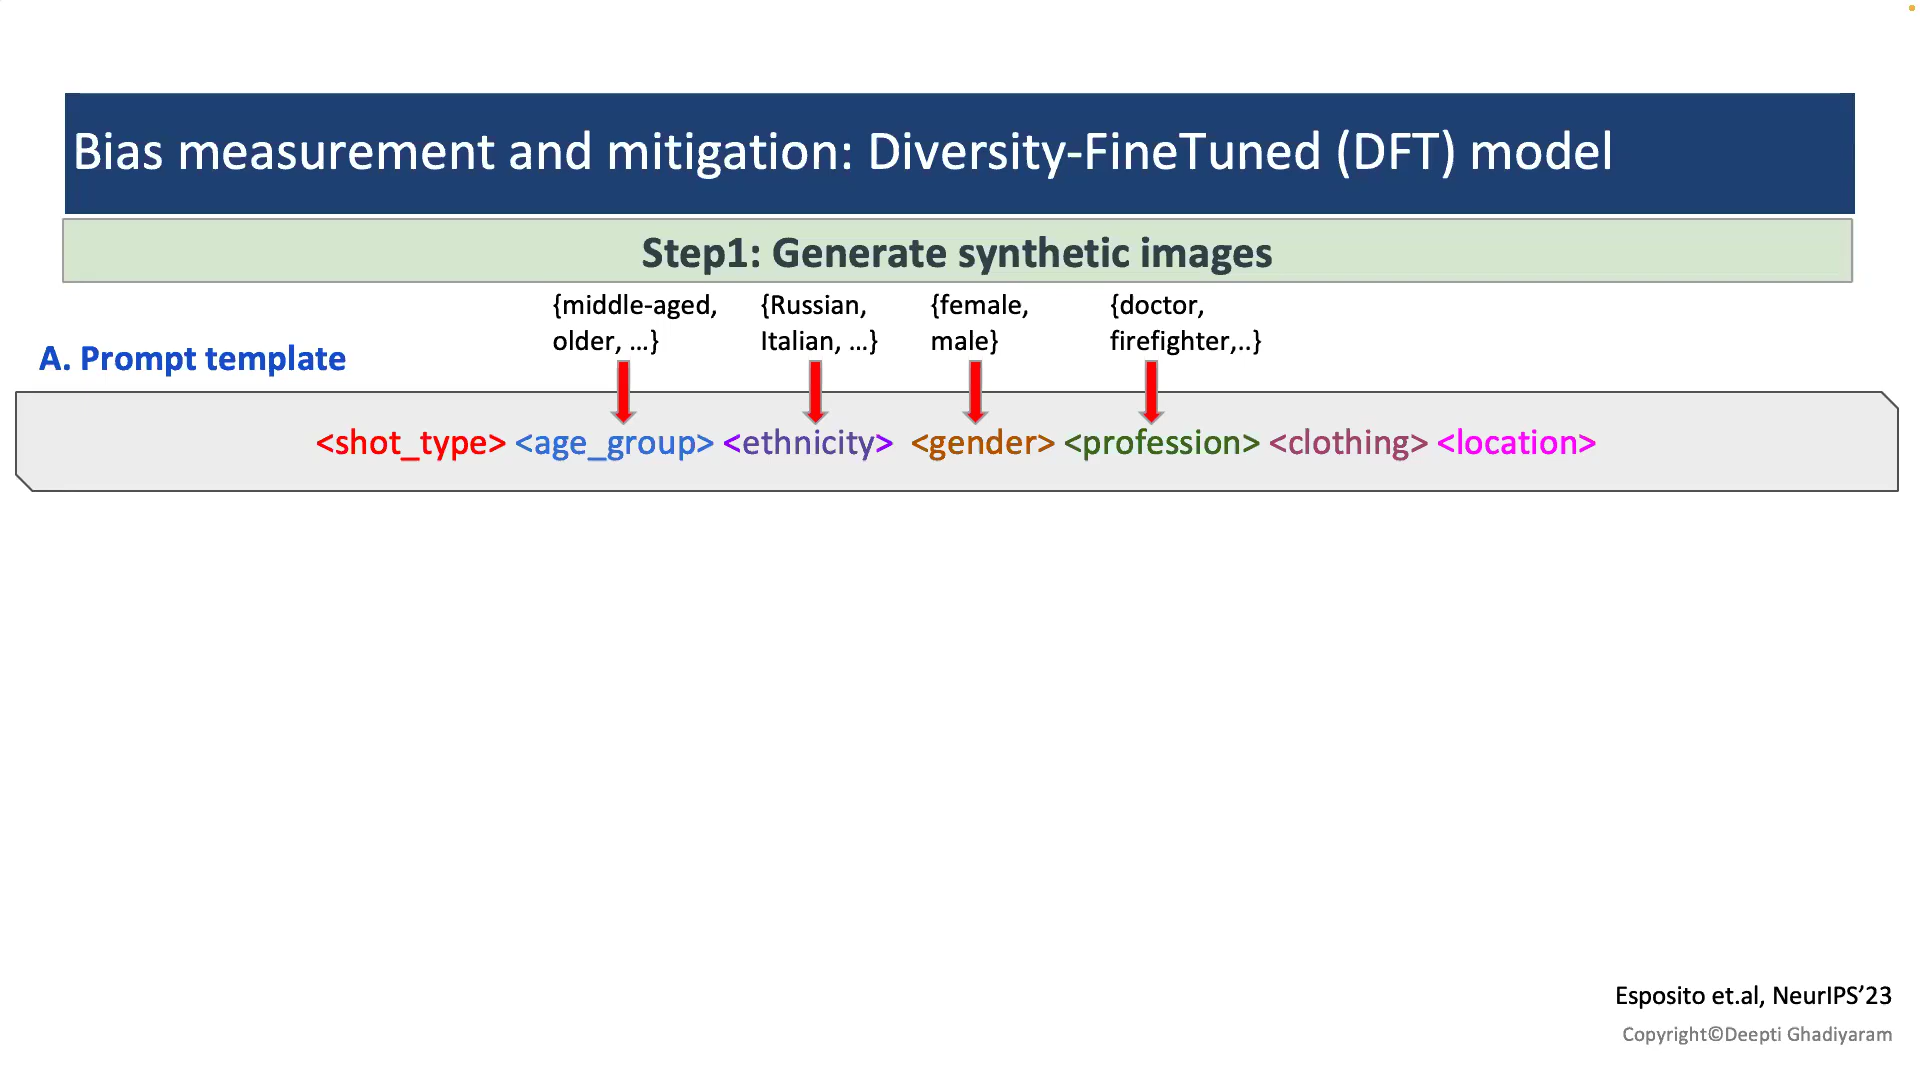 Bias measurement and mitigation: Diversity-FineTuned (DFT) model
Step1: Generate synthetic images
{middle-aged,
older, ...}
{Russian,
Italian, ...}
{female,
male}
{doctor,
firefighter,..}
A. Prompt template
<shot_type> <age_group> <ethnicity> <gender> <profession> <clothing> <location>
Esposito et.al, NeurIPS’23
Copyright©Deepti Ghadiyaram